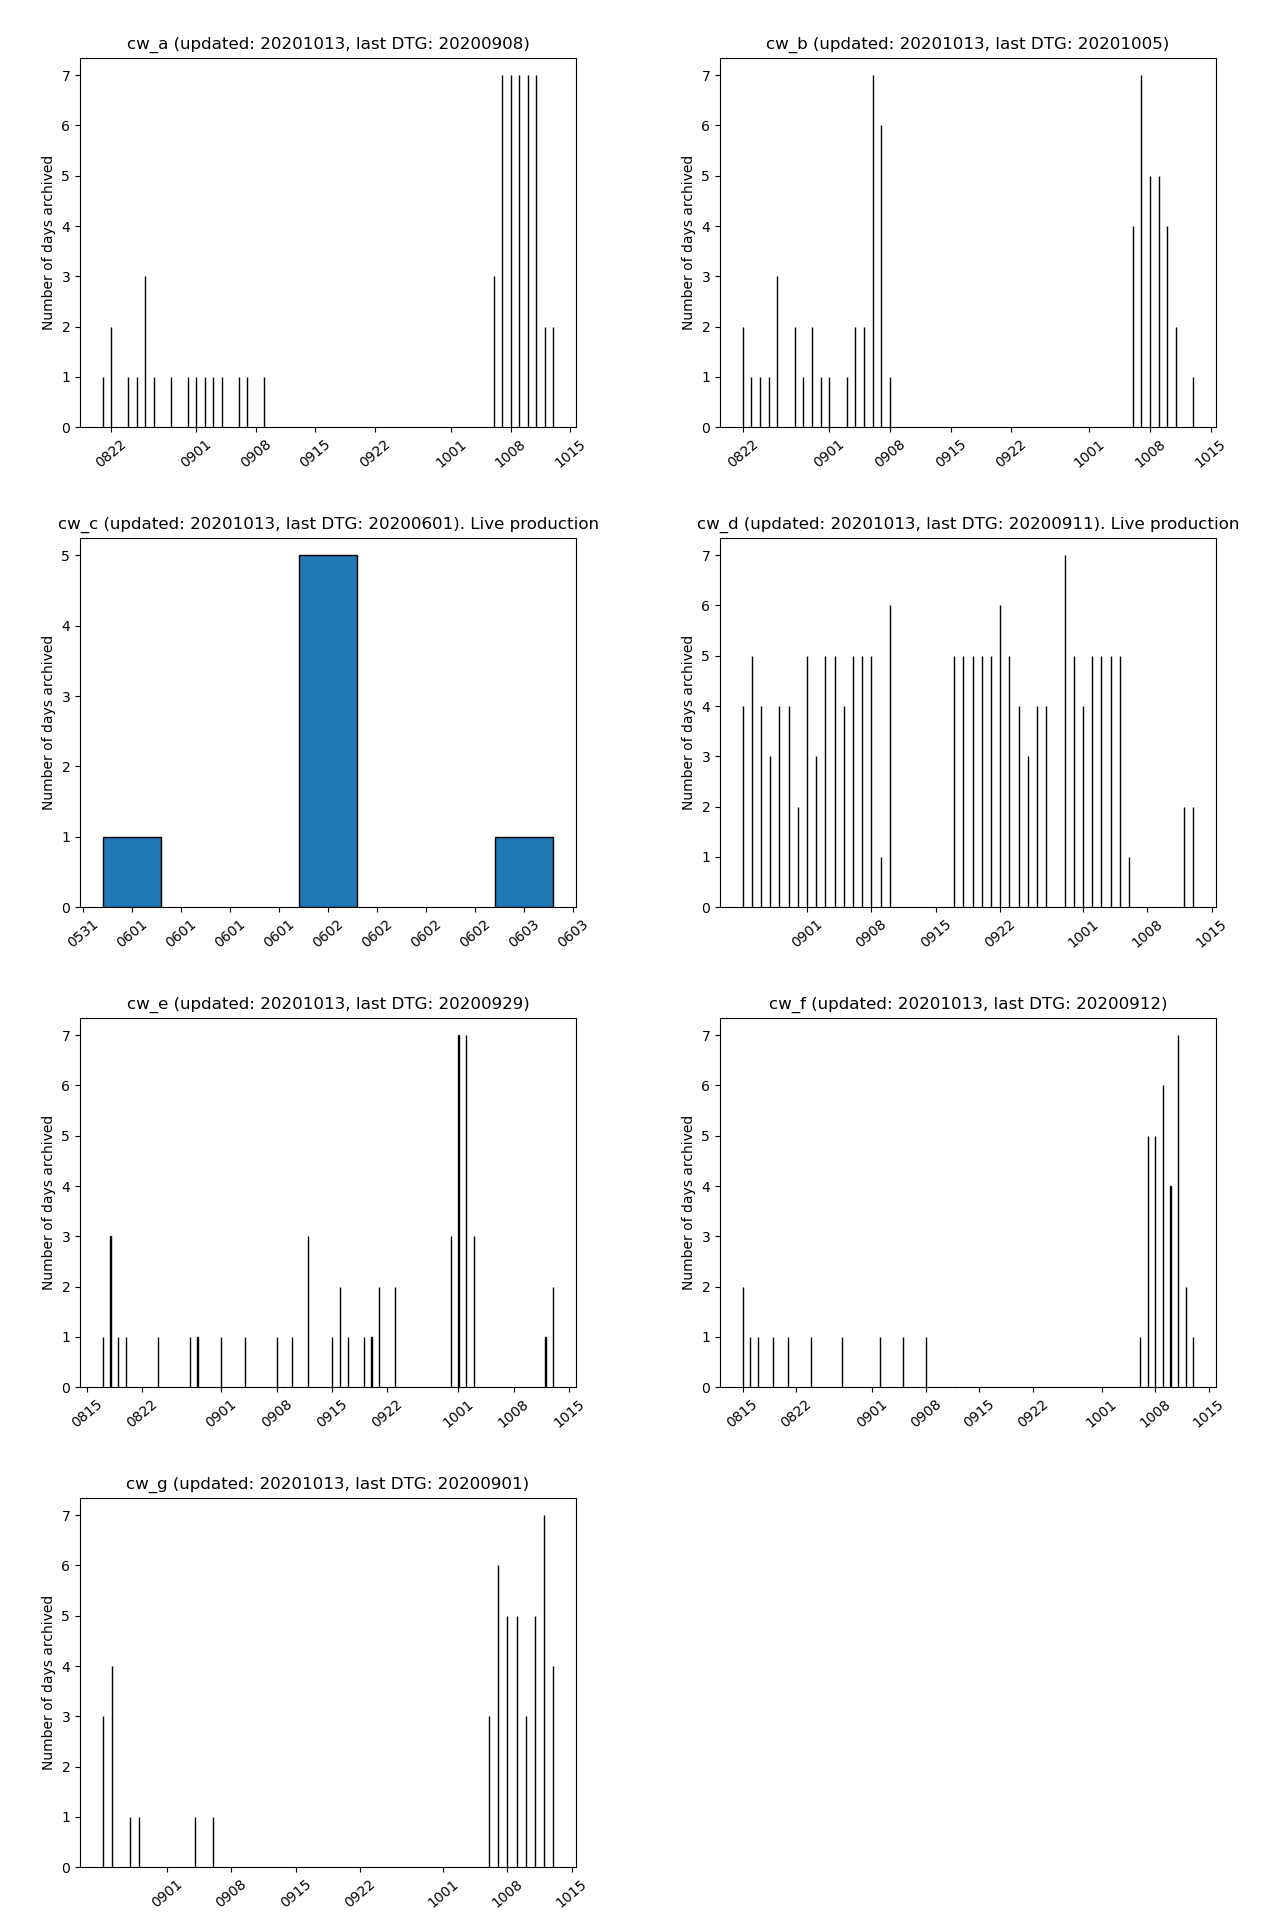 cw_a (updated: 20201013, last DTG: 20200908)
Number of days archived
7
6
5
4
3
2
1
0
0822 0901 0908 0915 0922 1001 1008 1015
cw_b (updated: 20201013, last DTG: 20201005)
Number of days archived
7
6
5
4
3
2
1
0
0822 0901 0908 0915 0922 1001 1008 1015
cw_c (updated: 20201013, last DTG: 20200601). Live production
Number of days archived
5
4
3
2
1
0
0531 0601 0601 0601 0601 0602 0602 0602 0602 0603 0603
cw_d (updated: 20201013, last DTG: 20200911). Live production
Number of days archived
7
6
5
4
3
2
1
0
0901 0908 0915 0922 1001 1008 1015
cw_e (updated: 20201013, last DTG: 20200929)
Number of days archived
7
6
5
4
3
2
1
0
0815 0822 0901 0908 0915 0922 1001 1008 1015
cw_f (updated: 20201013, last DTG: 20200912)
Number of days archived
7
6
5
4
3
2
1
0
0815 0822 0901 0908 0915 0922 1001 1008 1015
cw_g (updated: 20201013, last DTG: 20200901)
Number of days archived
7
6
5
4
3
2
1
0
0901 0908 0915 0922 1001 1008 1015